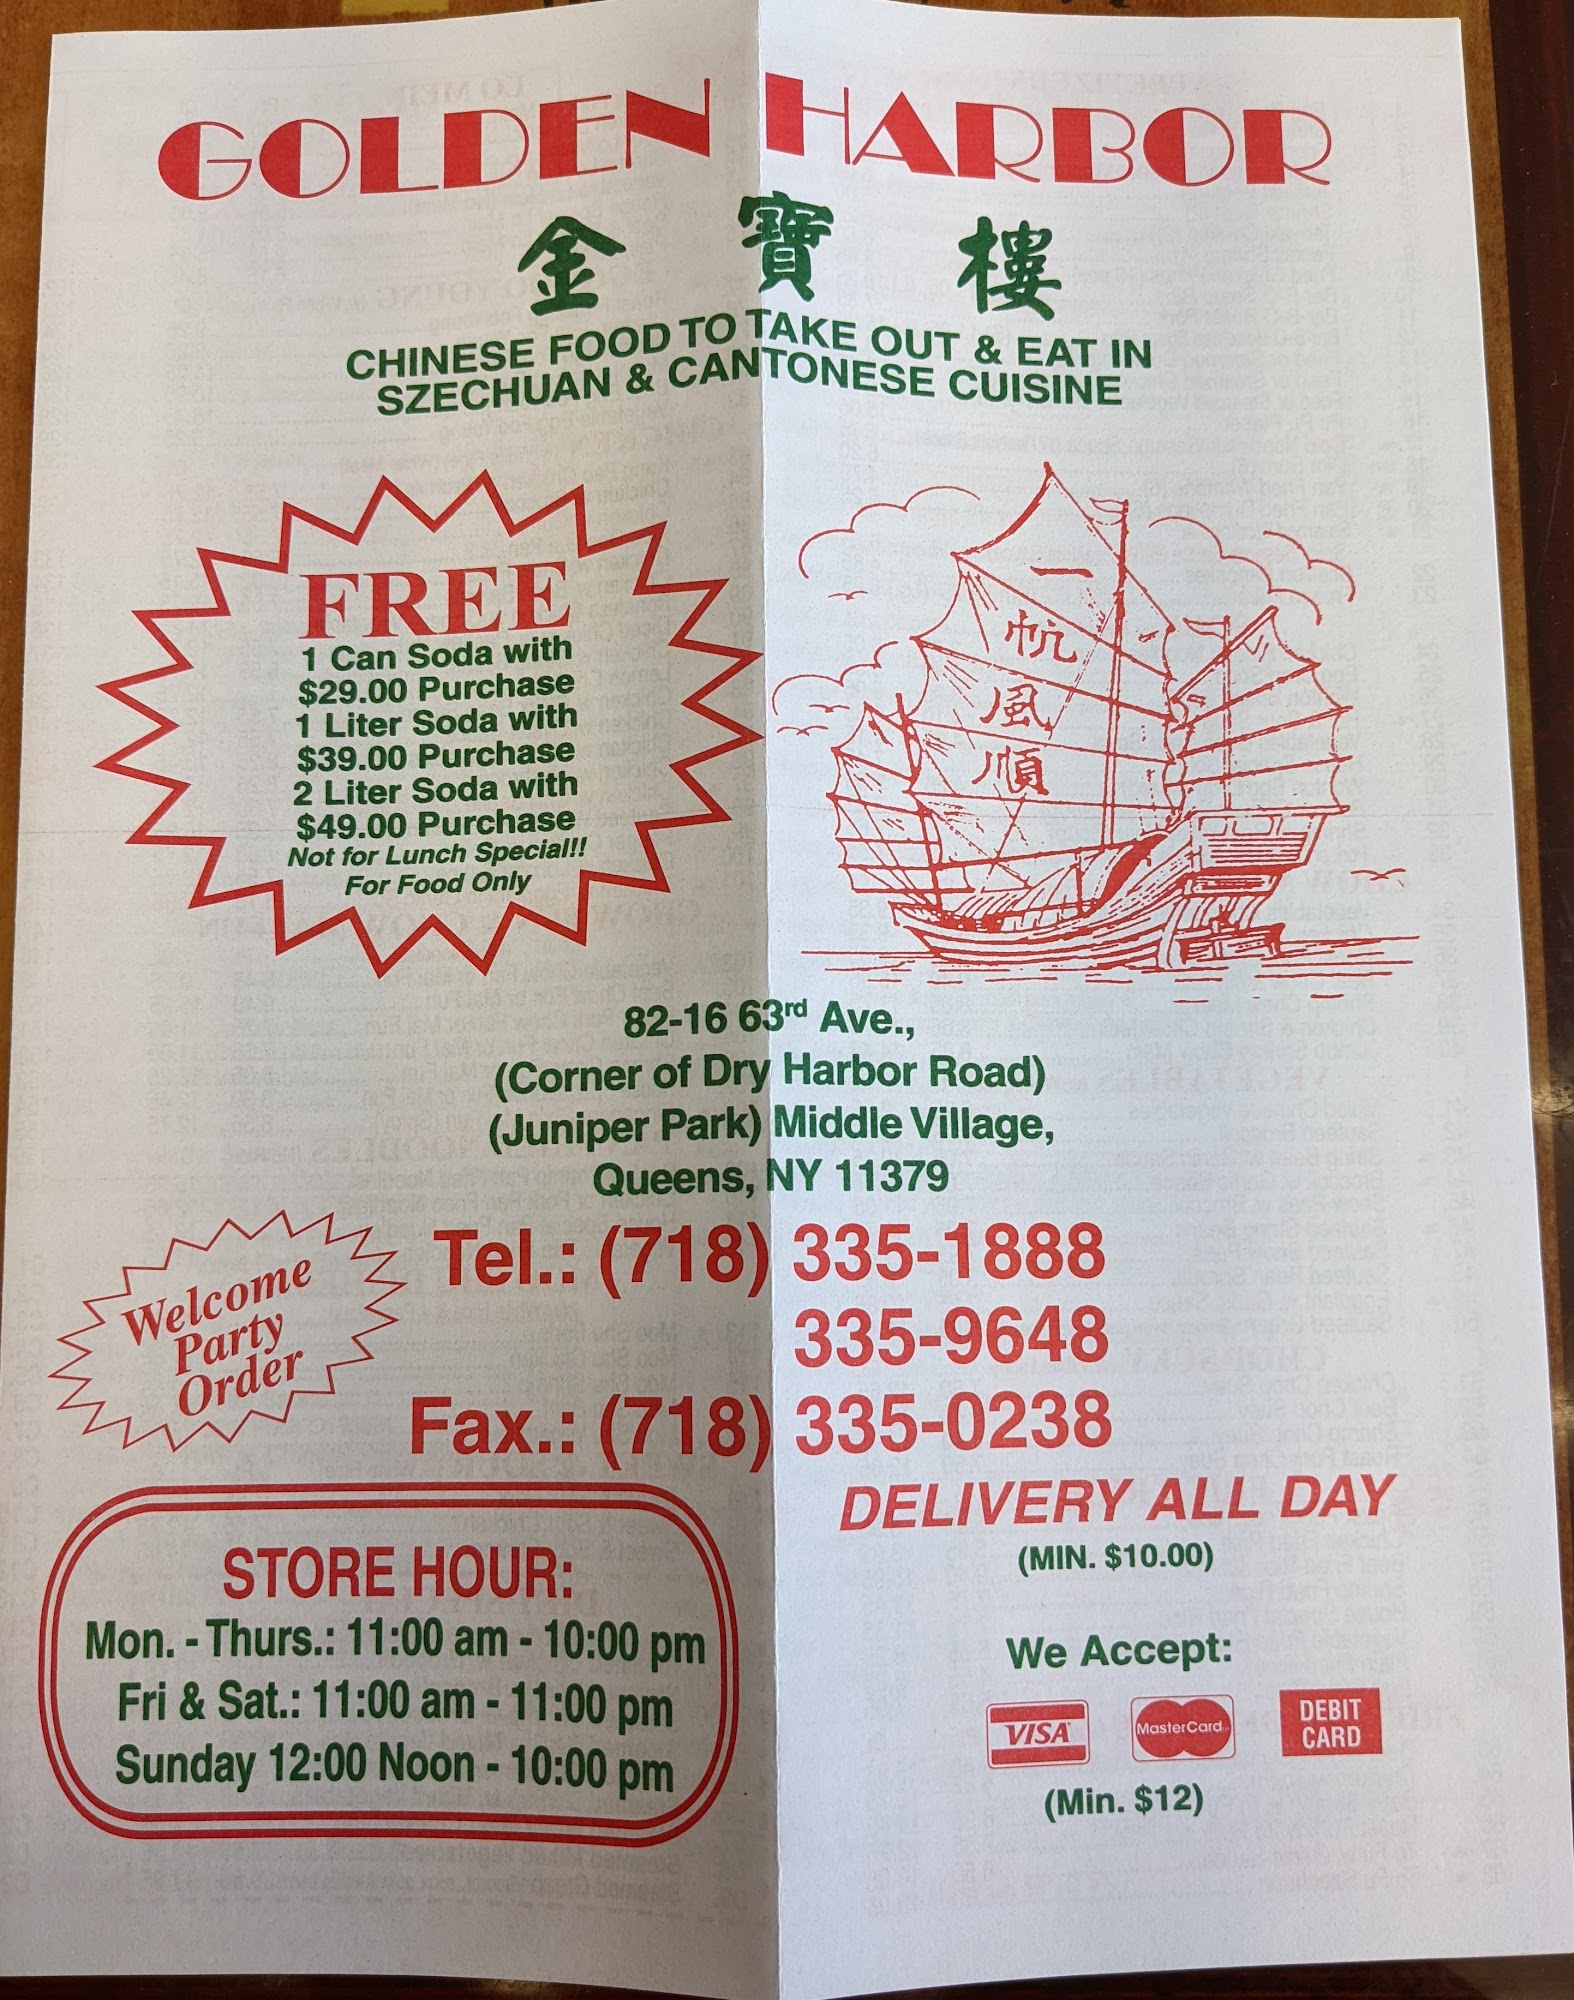 GOLDEN HARBOR
金寶樓
CHINESE FOOD TO TAKE OUT & EAT IN
SZECHUAN & CANTONESE CUISINE
FREE
1 Can Soda with
$29.00 Purchase
1 Liter Soda with
$39.00 Purchase
2 Liter Soda with
$49.00 Purchase
Not for Lunch Special!!
For Food Only
一
帆
風
順
82-16 63rd Ave.,
(Corner of Dry Harbor Road)
(Juniper Park) Middle Village,
Queens, NY 11379
Welcome
Party
Order
Tel.: (718) 335-1888
335-9648
Fax.: (718) 335-0238
STORE HOUR:
Mon. - Thurs.: 11:00 am - 10:00 pm
Fri & Sat.: 11:00 am - 11:00 pm
Sunday 12:00 Noon - 10:00 pm
DELIVERY ALL DAY
(MIN. $10.00)
We Accept:
VISA MasterCard DEBIT
CARD
(Min. $12)